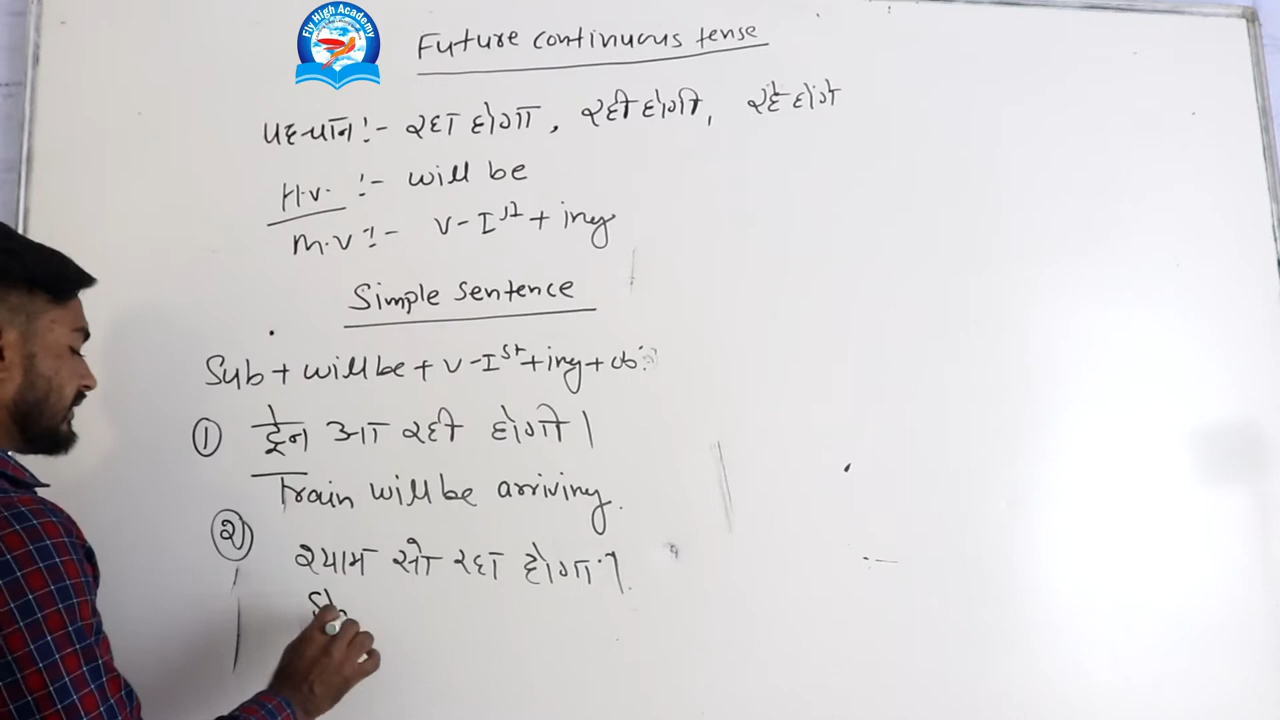 Fly High Academy
Future continuous tense
पहचान :- रहा होगा, रही होगी, रहे होंगे
H.v. :- will be
m.v :- V-Ist + ing
Simple Sentence
Sub + will be + V-Ist + ing + ob
① ट्रेन आ रही होगी।
Train will be arriving.
② श्याम सो रहा होगा।
Sh